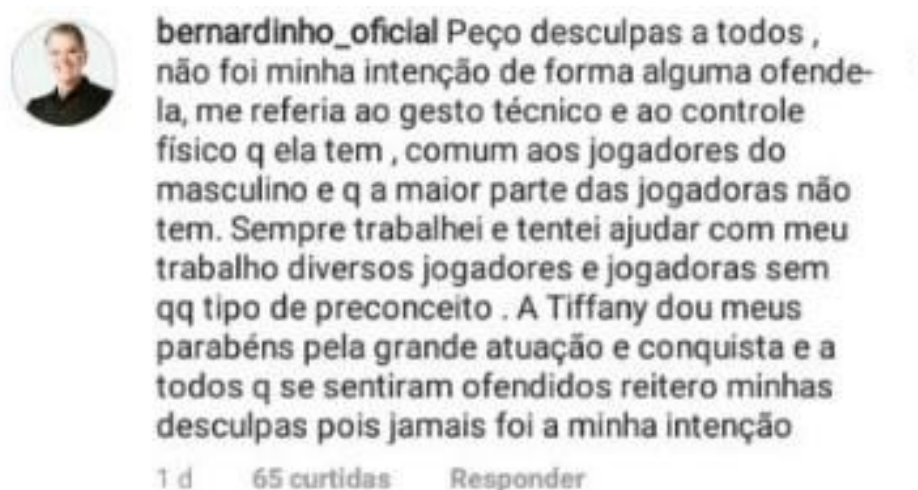 bernardinho_oficial Peço desculpas a todos ,
não foi minha intenção de forma alguma ofende-
la, me referia ao gesto técnico e ao controle
físico q ela tem , comum aos jogadores do
masculino e q a maior parte das jogadoras não
tem. Sempre trabalhei e tentei ajudar com meu
trabalho diversos jogadores e jogadoras sem
qq tipo de preconceito . A Tiffany dou meus
parabéns pela grande atuação e conquista e a
todos q se sentiram ofendidos reitero minhas
desculpas pois jamais foi a minha intenção
1 d 65 curtidas Responder